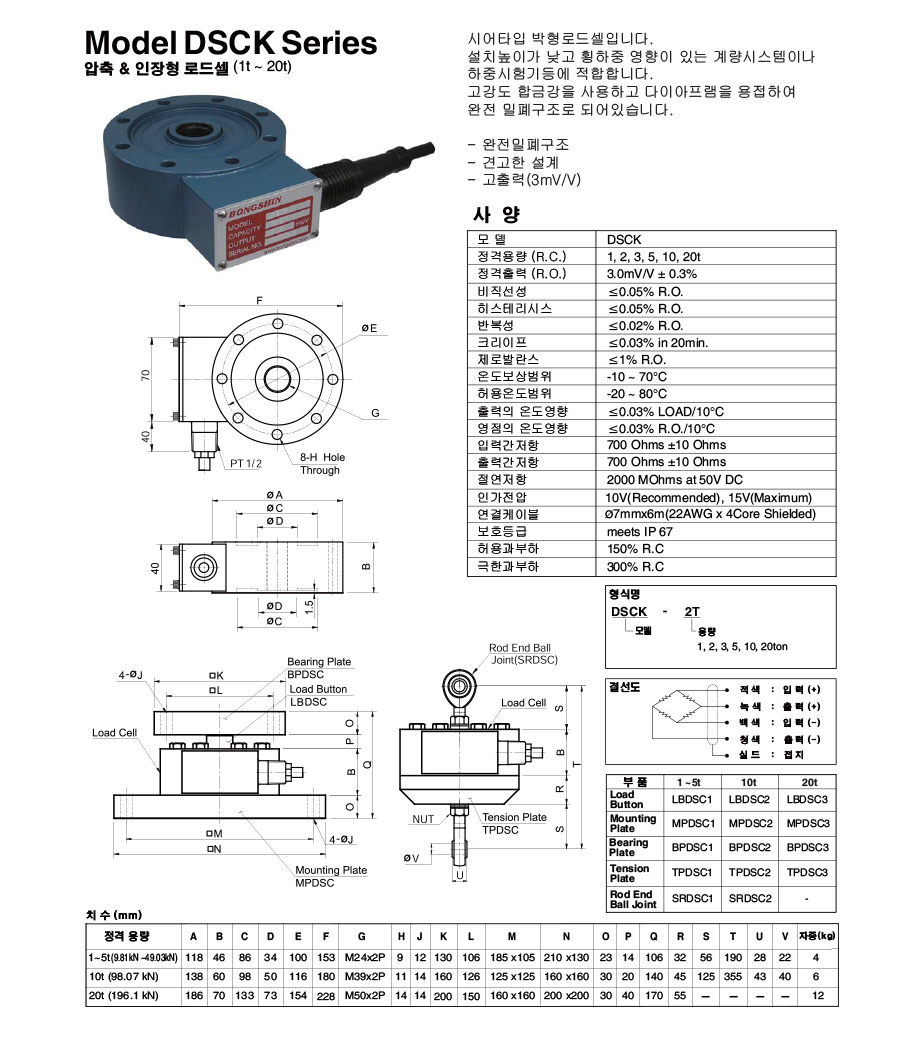 Model DSCK Series
압축 & 인장형 로드셀 (1t ~ 20t)
시어타입 박형로드셀입니다.
설치높이가 낮고 횡하중 영향이 있는 계량시스템이나
하중시험기등에 적합합니다.
고강도 합금강을 사용하고 다이아프램을 용접하여
완전 밀폐구조로 되어있습니다.
- 완전밀폐구조
- 견고한 설계
- 고출력(3mV/V)
BONGSHIN
MODEL
CAPACITY
OUTPUT
SERIAL NO.
사 양
모 델 DSCK
정격용량 (R.C.) 1, 2, 3, 5, 10, 20t
정격출력 (R.O.) 3.0mV/V ± 0.3%
비직선성 ≤0.05% R.O.
히스테리시스 ≤0.05% R.O.
반복성 ≤0.02% R.O.
크리이프 ≤0.03% in 20min.
제로발란스 ≤1% R.O.
온도보상범위 -10 ~ 70°C
허용온도범위 -20 ~ 80°C
출력의 온도영향 ≤0.03% LOAD/10°C
영점의 온도영향 ≤0.03% R.O./10°C
입력간저항 700 Ohms ±10 Ohms
출력간저항 700 Ohms ±10 Ohms
절연저항 2000 MOhms at 50V DC
인가전압 10V(Recommended), 15V(Maximum)
연결케이블 Ø7mmx6m(22AWG x 4Core Shielded)
보호등급 meets IP 67
허용과부하 150% R.C
극한과부하 300% R.C
F
øE
70
G
40
PT 1/2
8-H Hole
Through
øA
øC
øD
40
B
øD
1.5
øC
형식명
DSCK - 2T
모델 용량
1, 2, 3, 5, 10, 20ton
결선도
적색 : 입력(+)
녹색 : 출력(+)
백색 : 입력(-)
청색 : 출력(-)
실드 : 접지
Bearing Plate
BPDSC
4-øJ
□K
□L
Load Button
LBDSC
Load Cell
O
P
B
Q
O
□M
4-øJ
□N
Mounting Plate
MPDSC
Rod End Ball
Joint(SRDSC)
Load Cell
S
B
T
R
S
NUT
Tension Plate
TPDSC
øV
U
부 품 1 ~5t 10t 20t
Load Button LBDSC1 LBDSC2 LBDSC3
Mounting Plate MPDSC1 MPDSC2 MPDSC3
Bearing Plate BPDSC1 BPDSC2 BPDSC3
Tension Plate TPDSC1 TPDSC2 TPDSC3
Rod End Ball Joint SRDSC1 SRDSC2 -
치 수 (mm)
정격 용량 A B C D E F G H J K L M N O P Q R S T U V 자중(kg)
1~5t(9.81kN ~49.03kN) 118 46 86 34 100 153 M24x2P 9 12 130 106 185 x105 210 x130 23 14 106 32 56 190 28 22 4
10t (98.07 kN) 138 60 98 50 116 180 M39x2P 11 14 160 126 125 x125 160 x160 30 20 140 45 125 355 43 40 6
20t (196.1 kN) 186 70 133 73 154 228 M50x2P 14 14 200 150 160 x160 200 x200 30 40 170 55 – – – – 12